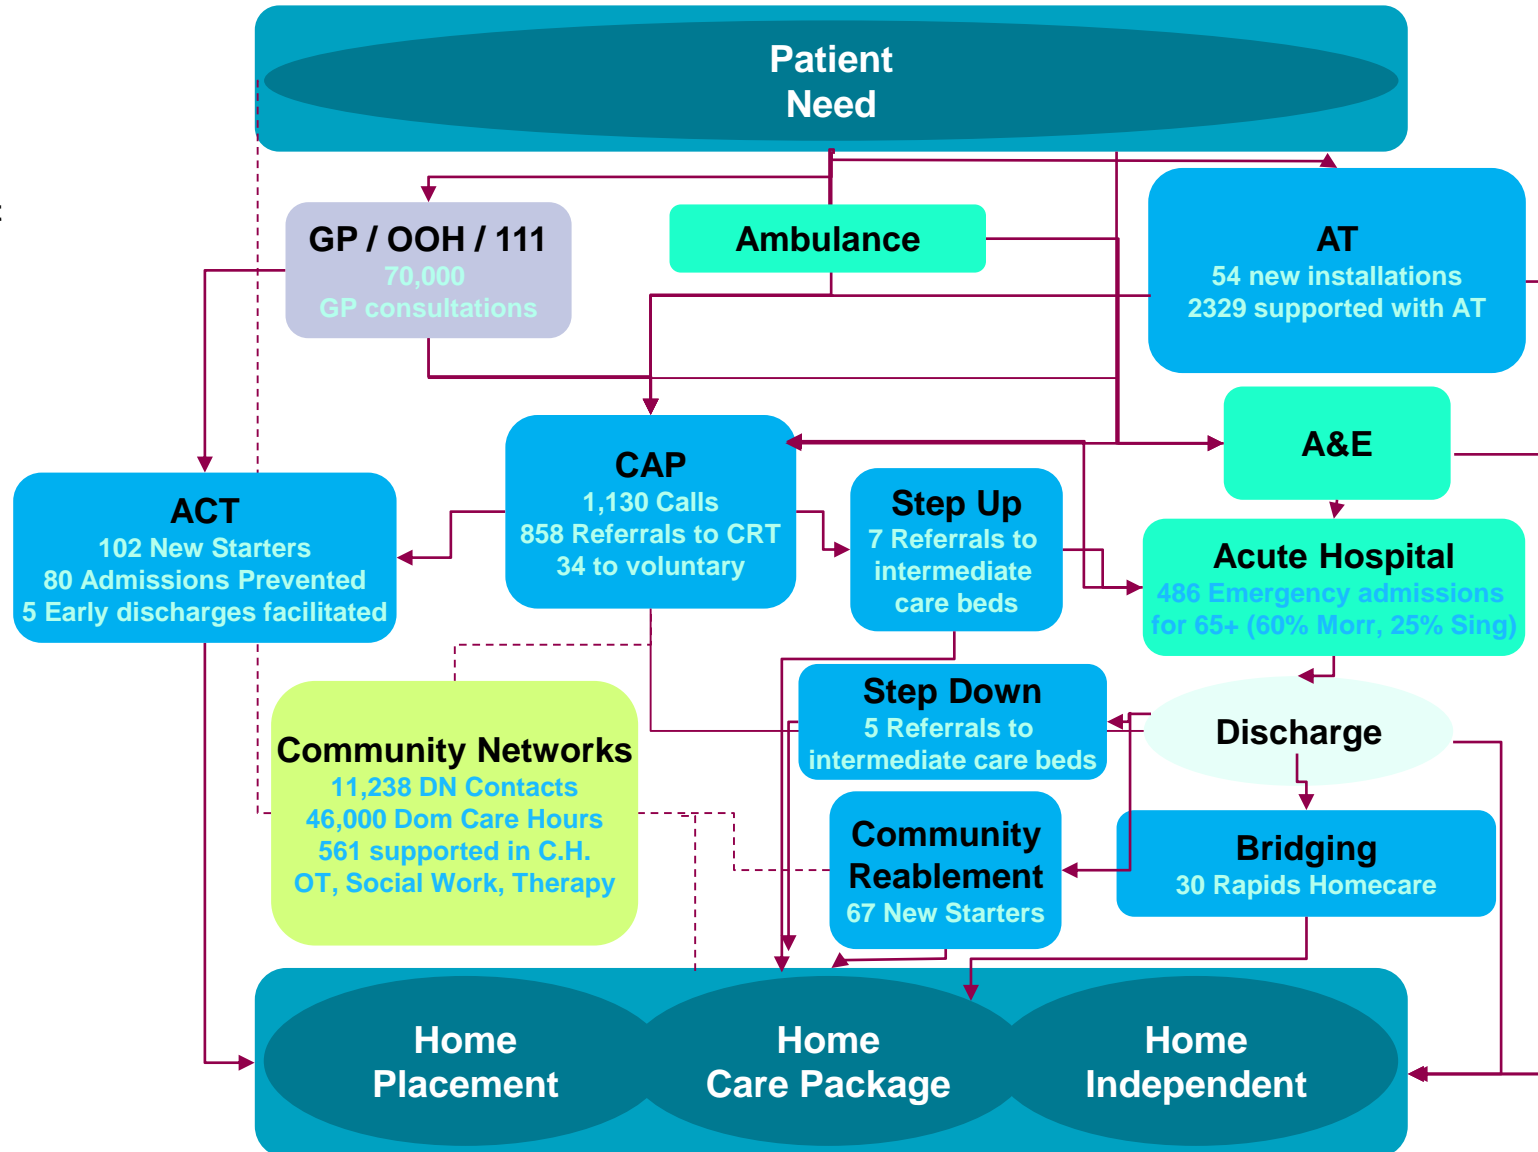 Patient
Need
GP / OOH / 111
70,000
GP consultations
Ambulance
AT
54 new installations
2329 supported with AT
A&E
CAP
1,130 Calls
858 Referrals to CRT
34 to voluntary
ACT
102 New Starters
80 Admissions Prevented
5 Early discharges facilitated
Step Up
7 Referrals to
intermediate
care beds
Acute Hospital
486 Emergency admissions
for 65+ (60% Morr, 25% Sing)
Step Down
5 Referrals to
intermediate care beds
Discharge
Community Networks
11,238 DN Contacts
46,000 Dom Care Hours
561 supported in C.H.
OT, Social Work, Therapy
Community
Reablement
67 New Starters
Bridging
30 Rapids Homecare
Home
Placement
Home
Care Package
Home
Independent